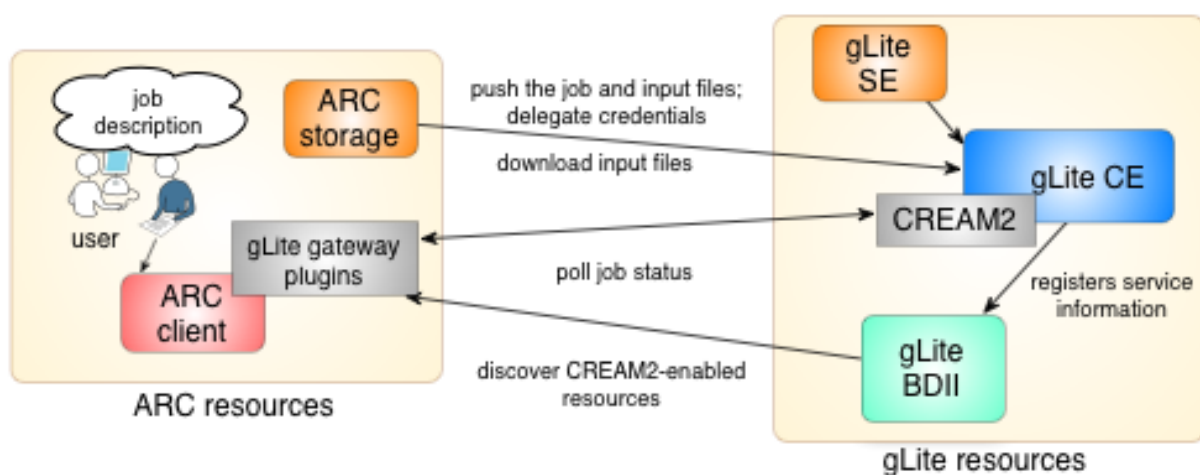 job
description
ARC
storage
user
gLite gateway
plugins
ARC
client
ARC resources
push the job and input files;
delegate credentials
download input files
poll job status
discover CREAM2-enabled
resources
gLite
SE
gLite CE
CREAM2
registers service
information
gLite
BDII
gLite resources